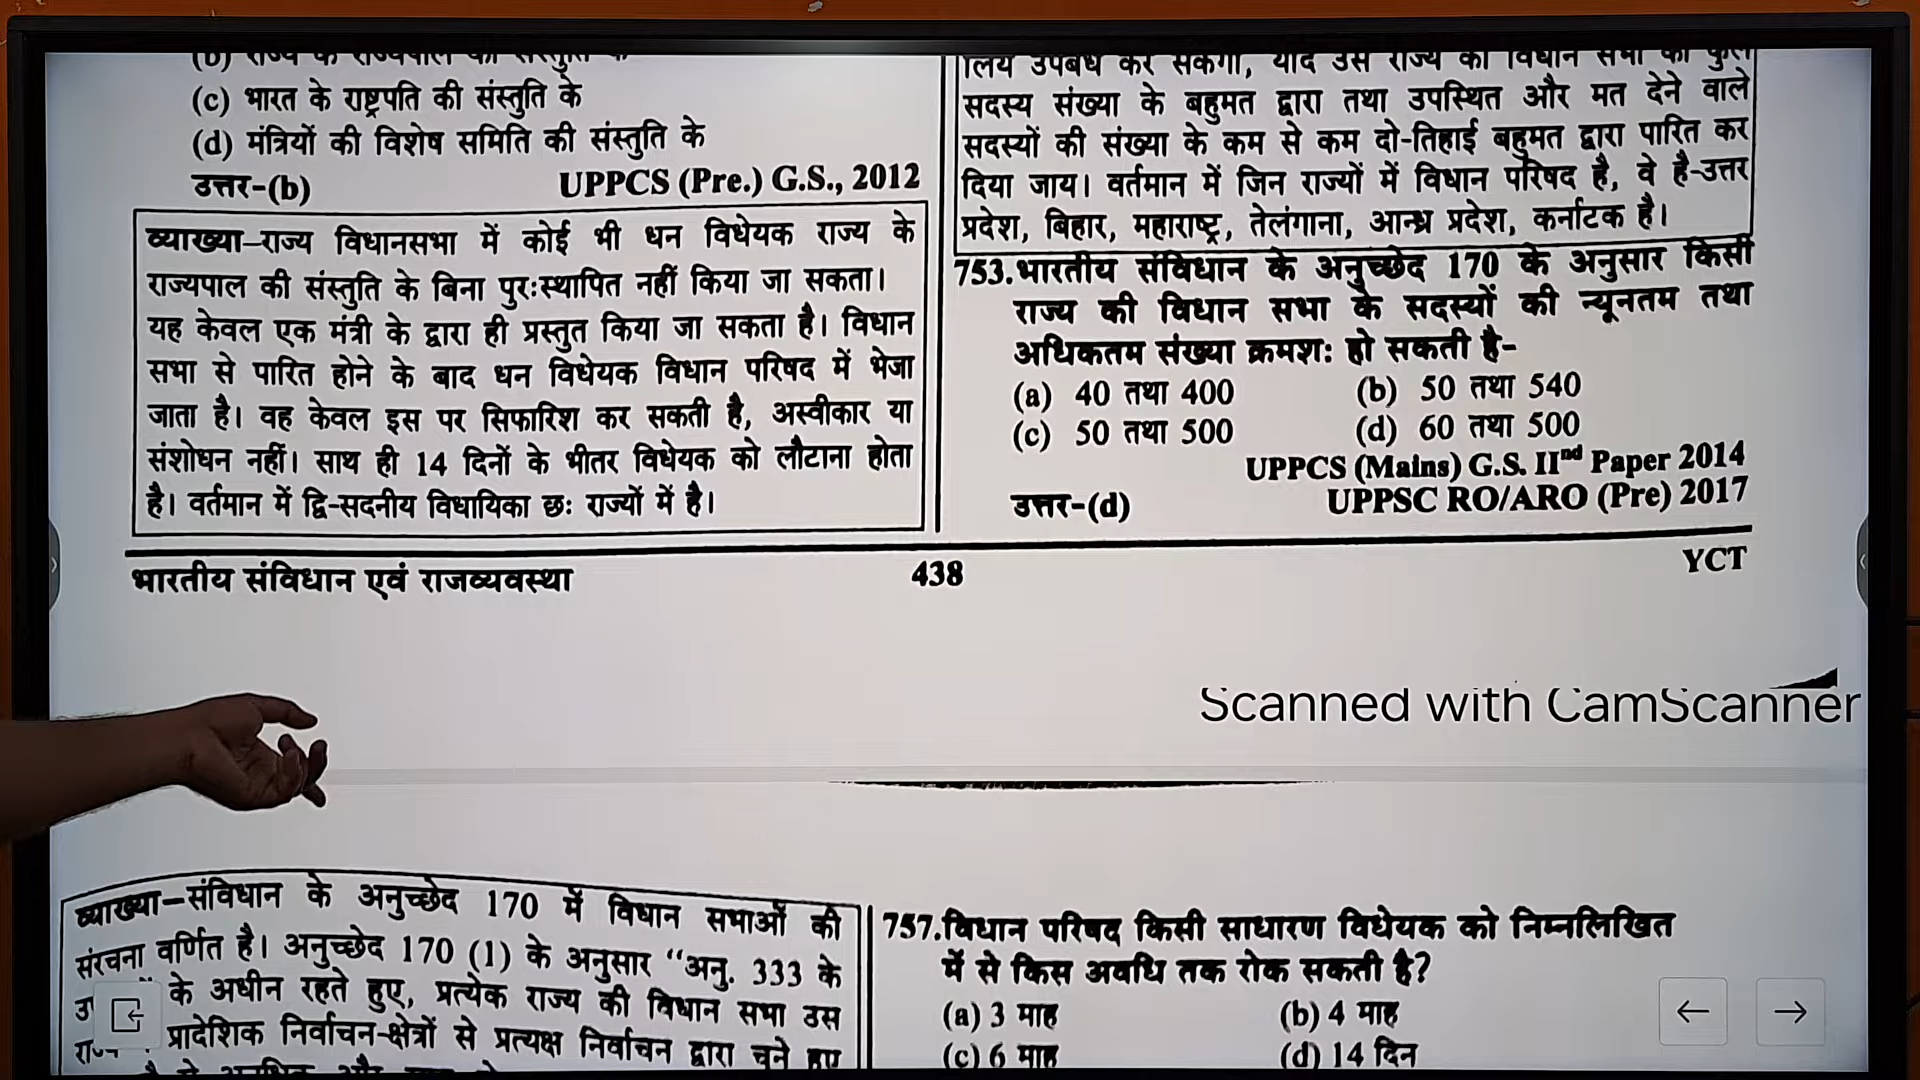 (b) राज्य के राज्यपाल की संस्तुति के
(c) भारत के राष्ट्रपति की संस्तुति के
(d) मंत्रियों की विशेष समिति की संस्तुति के
उत्तर-(b) UPPCS (Pre.) G.S., 2012
व्याख्या–राज्य विधानसभा में कोई भी धन विधेयक राज्य के
राज्यपाल की संस्तुति के बिना पुरःस्थापित नहीं किया जा सकता।
यह केवल एक मंत्री के द्वारा ही प्रस्तुत किया जा सकता है। विधान
सभा से पारित होने के बाद धन विधेयक विधान परिषद में भेजा
जाता है। वह केवल इस पर सिफारिश कर सकती है, अस्वीकार या
संशोधन नहीं। साथ ही 14 दिनों के भीतर विधेयक को लौटाना होता
है। वर्तमान में द्वि-सदनीय विधायिका छः राज्यों में है।
लिये उपबंध कर सकेगी, यदि उस राज्य की विधान सभा की कुल
सदस्य संख्या के बहुमत द्वारा तथा उपस्थित और मत देने वाले
सदस्यों की संख्या के कम से कम दो-तिहाई बहुमत द्वारा पारित कर
दिया जाय। वर्तमान में जिन राज्यों में विधान परिषद है, वे है-उत्तर
प्रदेश, बिहार, महाराष्ट्र, तेलंगाना, आन्ध्र प्रदेश, कर्नाटक है।
753.भारतीय संविधान के अनुच्छेद 170 के अनुसार किसी
राज्य की विधान सभा के सदस्यों की न्यूनतम तथा
अधिकतम संख्या क्रमशः हो सकती है-
(a) 40 तथा 400 (b) 50 तथा 540
(c) 50 तथा 500 (d) 60 तथा 500
UPPCS (Mains) G.S. IInd Paper 2014
उत्तर-(d) UPPSC RO/ARO (Pre) 2017
भारतीय संविधान एवं राजव्यवस्था 438 YCT
Scanned with CamScanner
व्याख्या–संविधान के अनुच्छेद 170 में विधान सभाओं की
संरचना वर्णित है। अनुच्छेद 170 (1) के अनुसार “अनु. 333 के
के अधीन रहते हुए, प्रत्येक राज्य की विधान सभा उस
प्रादेशिक निर्वाचन-क्षेत्रों से प्रत्यक्ष निर्वाचन द्वारा चुने हुए
757.विधान परिषद किसी साधारण विधेयक को निम्नलिखित
में से किस अवधि तक रोक सकती है?
(a) 3 माह (b) 4 माह
(c) 6 माह (d) 14 दिन